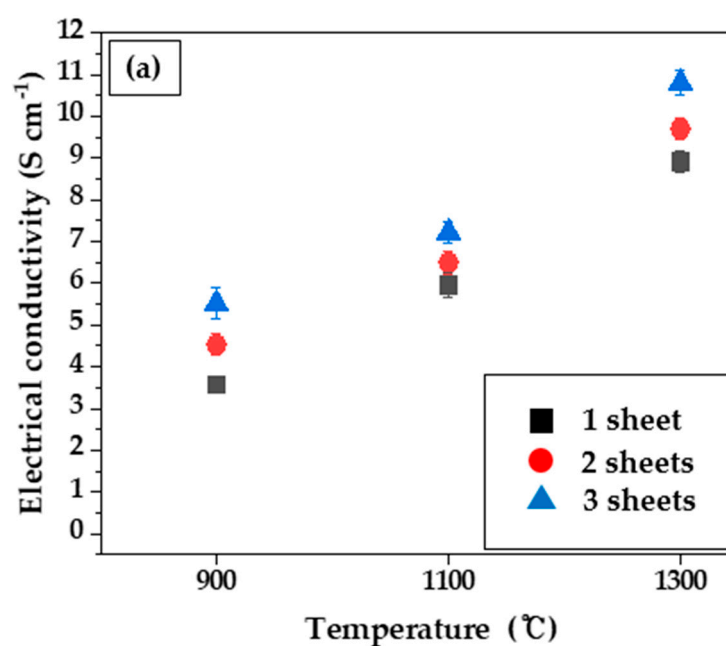 (a)
Electrical conductivity (S cm⁻¹)
12
11
10
9
8
7
6
5
4
3
2
1
0
1 sheet
2 sheets
3 sheets
900 1100 1300
Temperature (℃)